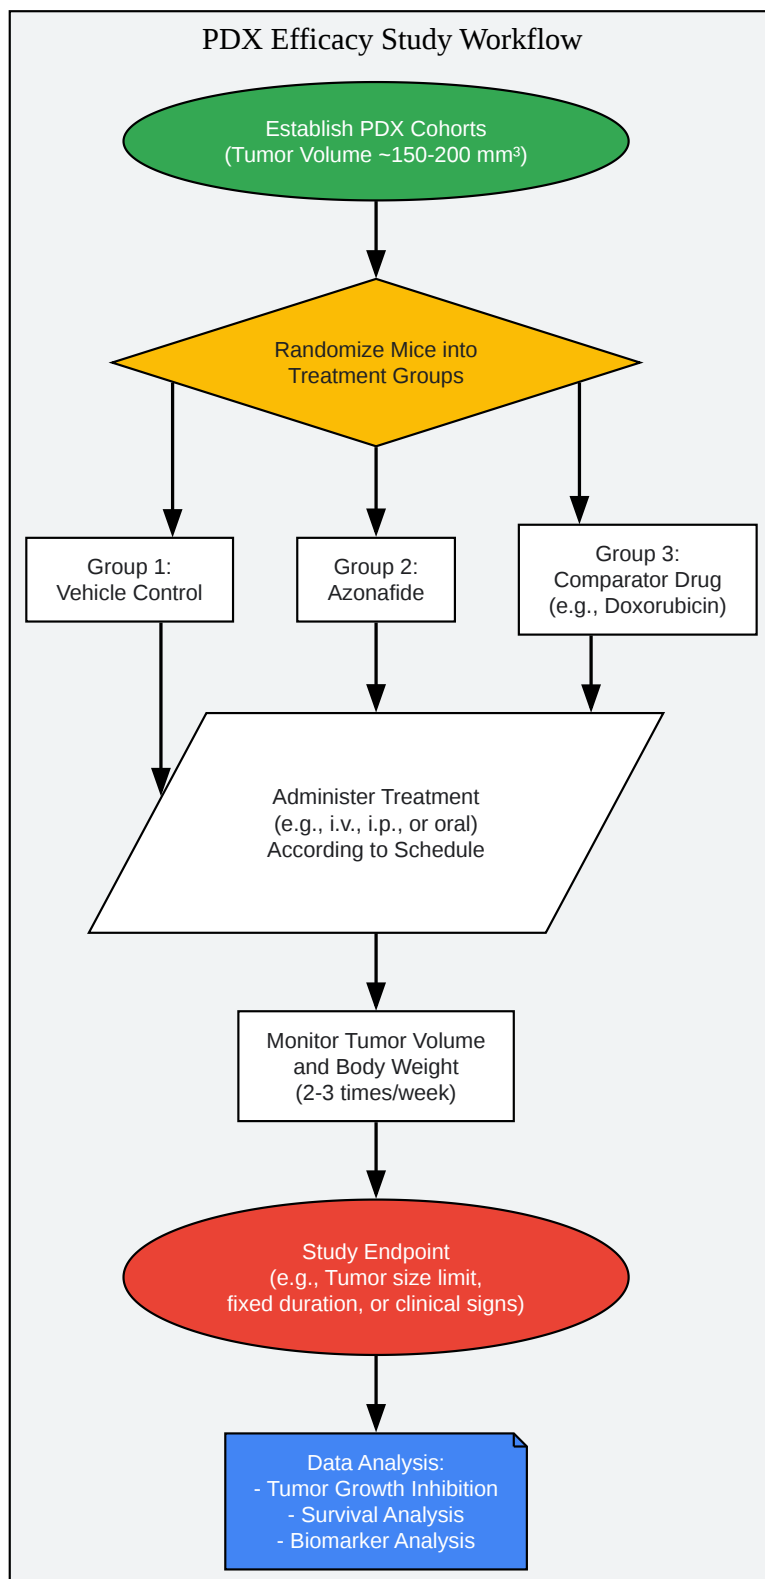 PDX Efficacy Study Workflow
Establish PDX Cohorts
(Tumor Volume ~150-200 mm³)
Randomize Mice into
Treatment Groups
Group 1:
Vehicle Control
Group 2:
Azonafide
Group 3:
Comparator Drug
(e.g., Doxorubicin)
Administer Treatment
(e.g., i.v., i.p., or oral)
According to Schedule
Monitor Tumor Volume
and Body Weight
(2-3 times/week)
Study Endpoint
(e.g., Tumor size limit,
fixed duration, or clinical signs)
Data Analysis:
- Tumor Growth Inhibition
- Survival Analysis
- Biomarker Analysis